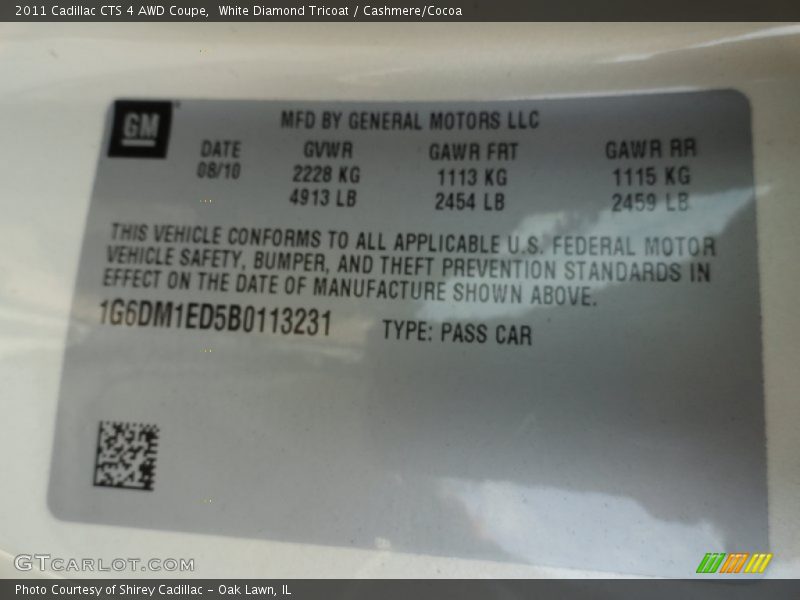 2011 Cadillac CTS 4 AWD Coupe, White Diamond Tricoat / Cashmere/Cocoa
GM
MFD BY GENERAL MOTORS LLC
DATE GVWR GAWR FRT GAWR RR
08/10 2228 KG 1113 KG 1115 KG
4913 LB 2454 LB 2459 LB
THIS VEHICLE CONFORMS TO ALL APPLICABLE U.S. FEDERAL MOTOR
VEHICLE SAFETY, BUMPER, AND THEFT PREVENTION STANDARDS IN
EFFECT ON THE DATE OF MANUFACTURE SHOWN ABOVE.
1G6DM1ED5B0113231 TYPE: PASS CAR
GTCARLOT.COM
Photo Courtesy of Shirey Cadillac - Oak Lawn, IL